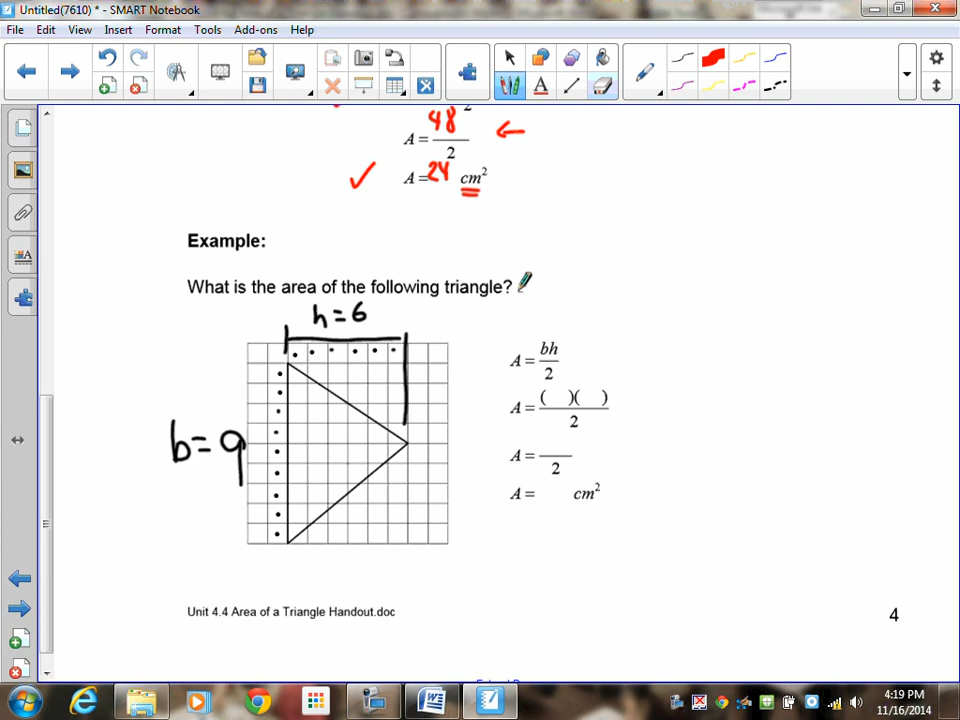 Untitled(7610) * - SMART Notebook
File Edit View Insert Format Tools Add-ons Help
A = 48
2
A = 24 cm²
Example:
What is the area of the following triangle?
h = 6
b = 9
A = bh
2
A = ( )( )
2
A =
2
A = cm²
Unit 4.4 Area of a Triangle Handout.doc
4
4:19 PM
11/16/2014